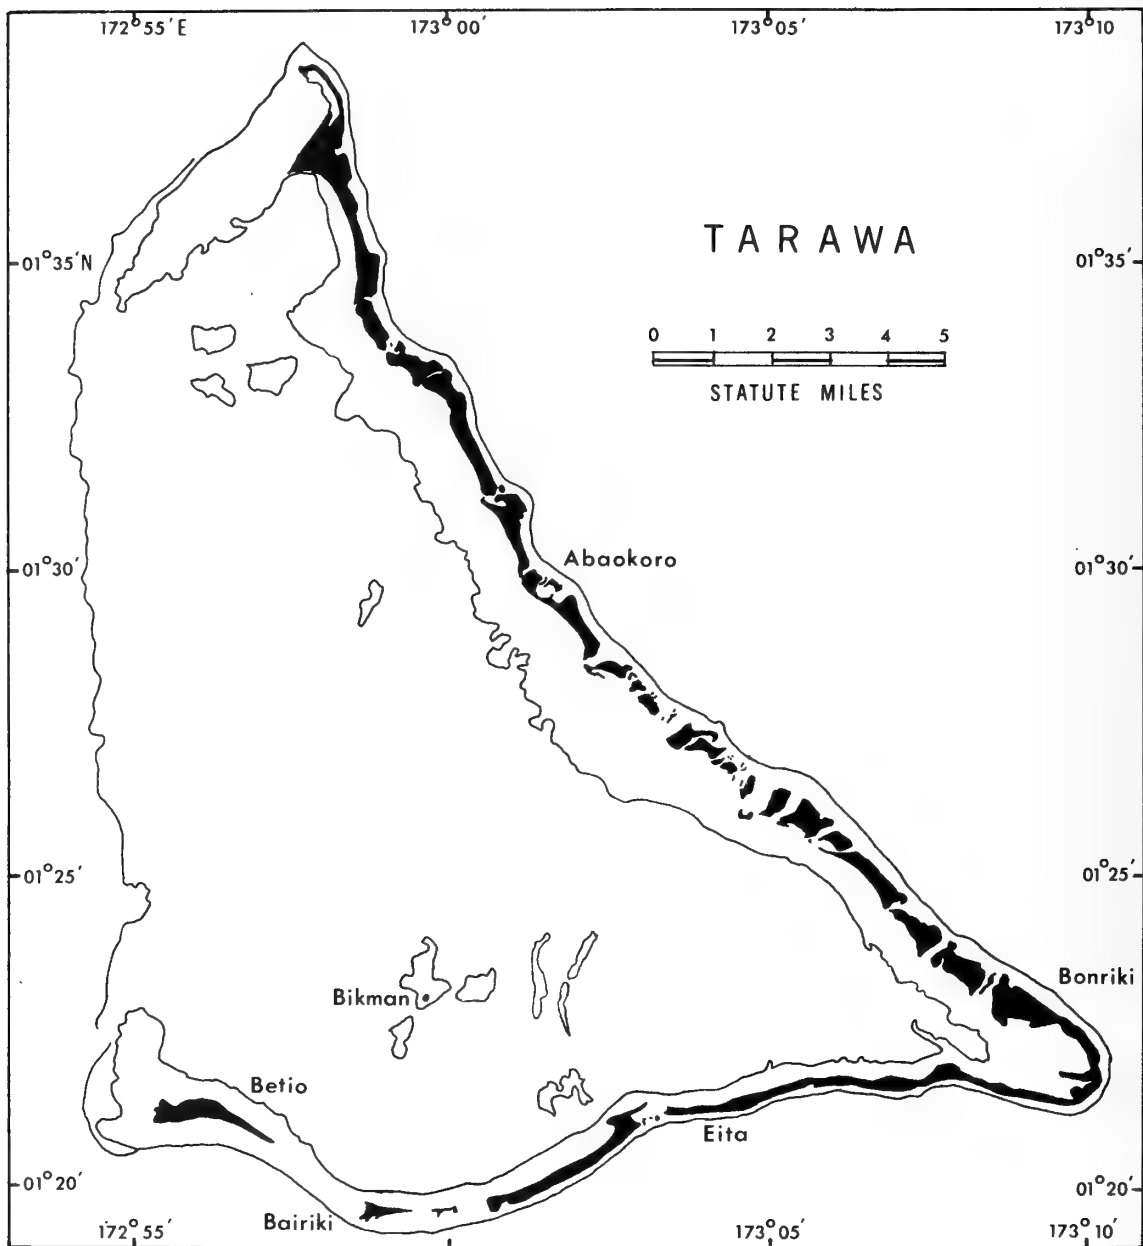 172°55′E 173°00′ 173°05′ 173°10′
TARAWA
01°35′N 01°35′
0 1 2 3 4 5
STATUTE MILES
Abaokoro
01°30′ 01°30′
01°25′ 01°25′
Bonriki
Bikman
Betio
Eita
01°20′ 01°20′
Bairiki
172°55′ 173°05′ 173°10′